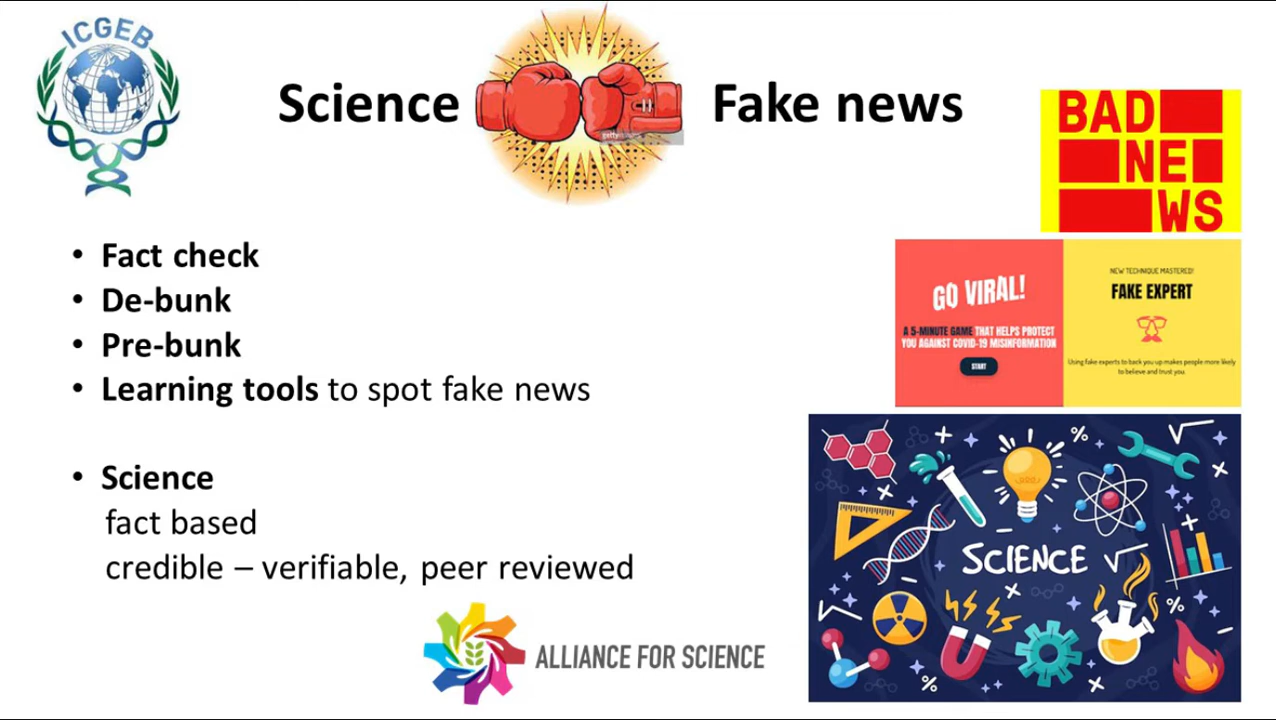 ICGEB
Science
Fake news
gettyimages
BAD
NE
WS
• Fact check
• De-bunk
• Pre-bunk
• Learning tools to spot fake news
GO VIRAL!
A 5-MINUTE GAME THAT HELPS PROTECT
YOU AGAINST COVID-19 MISINFORMATION
START
NEW TECHNIQUE MASTERED!
FAKE EXPERT
Using fake experts to back you up makes people more likely
to believe and trust you.
• Science
fact based
credible – verifiable, peer reviewed
SCIENCE
ALLIANCE FOR SCIENCE